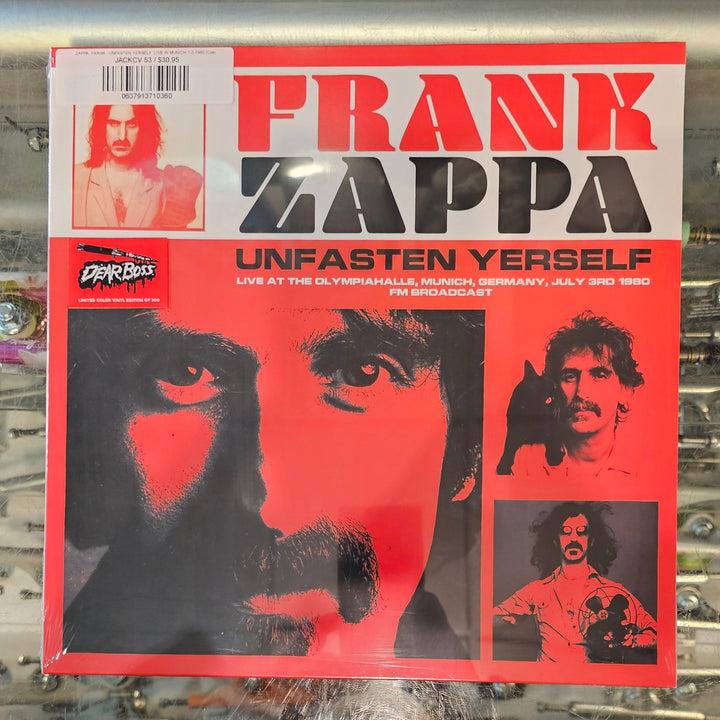 ZAPPA, FRANK - UNFASTEN YERSELF: LIVE IN MUNICH 7-3-1980 (Color
JACKCV 53 / $30.95
0637913710360
FRANK
ZAPPA
UNFASTEN YERSELF
LIVE AT THE OLYMPIAHALLE, MUNICH, GERMANY, JULY 3RD 1980
FM BROADCAST
DEAR BOSS
LIMITED COLOR VINYL EDITION OF 300